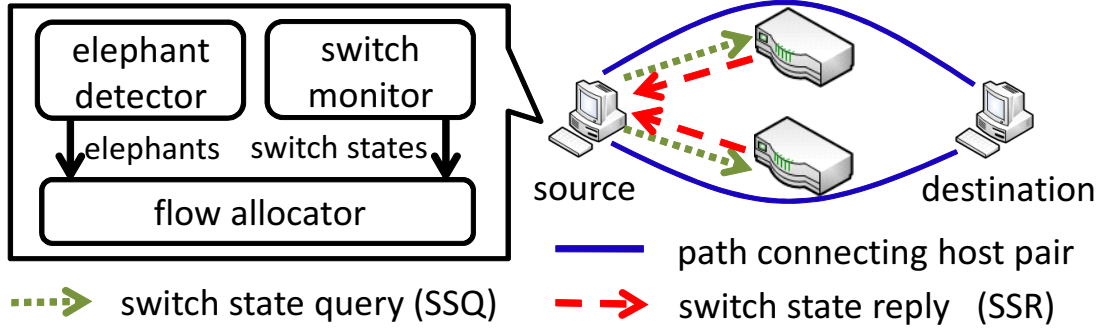 elephant detector
switch monitor
elephants
switch states
flow allocator
source
destination
path connecting host pair
switch state query (SSQ)
switch state reply (SSR)